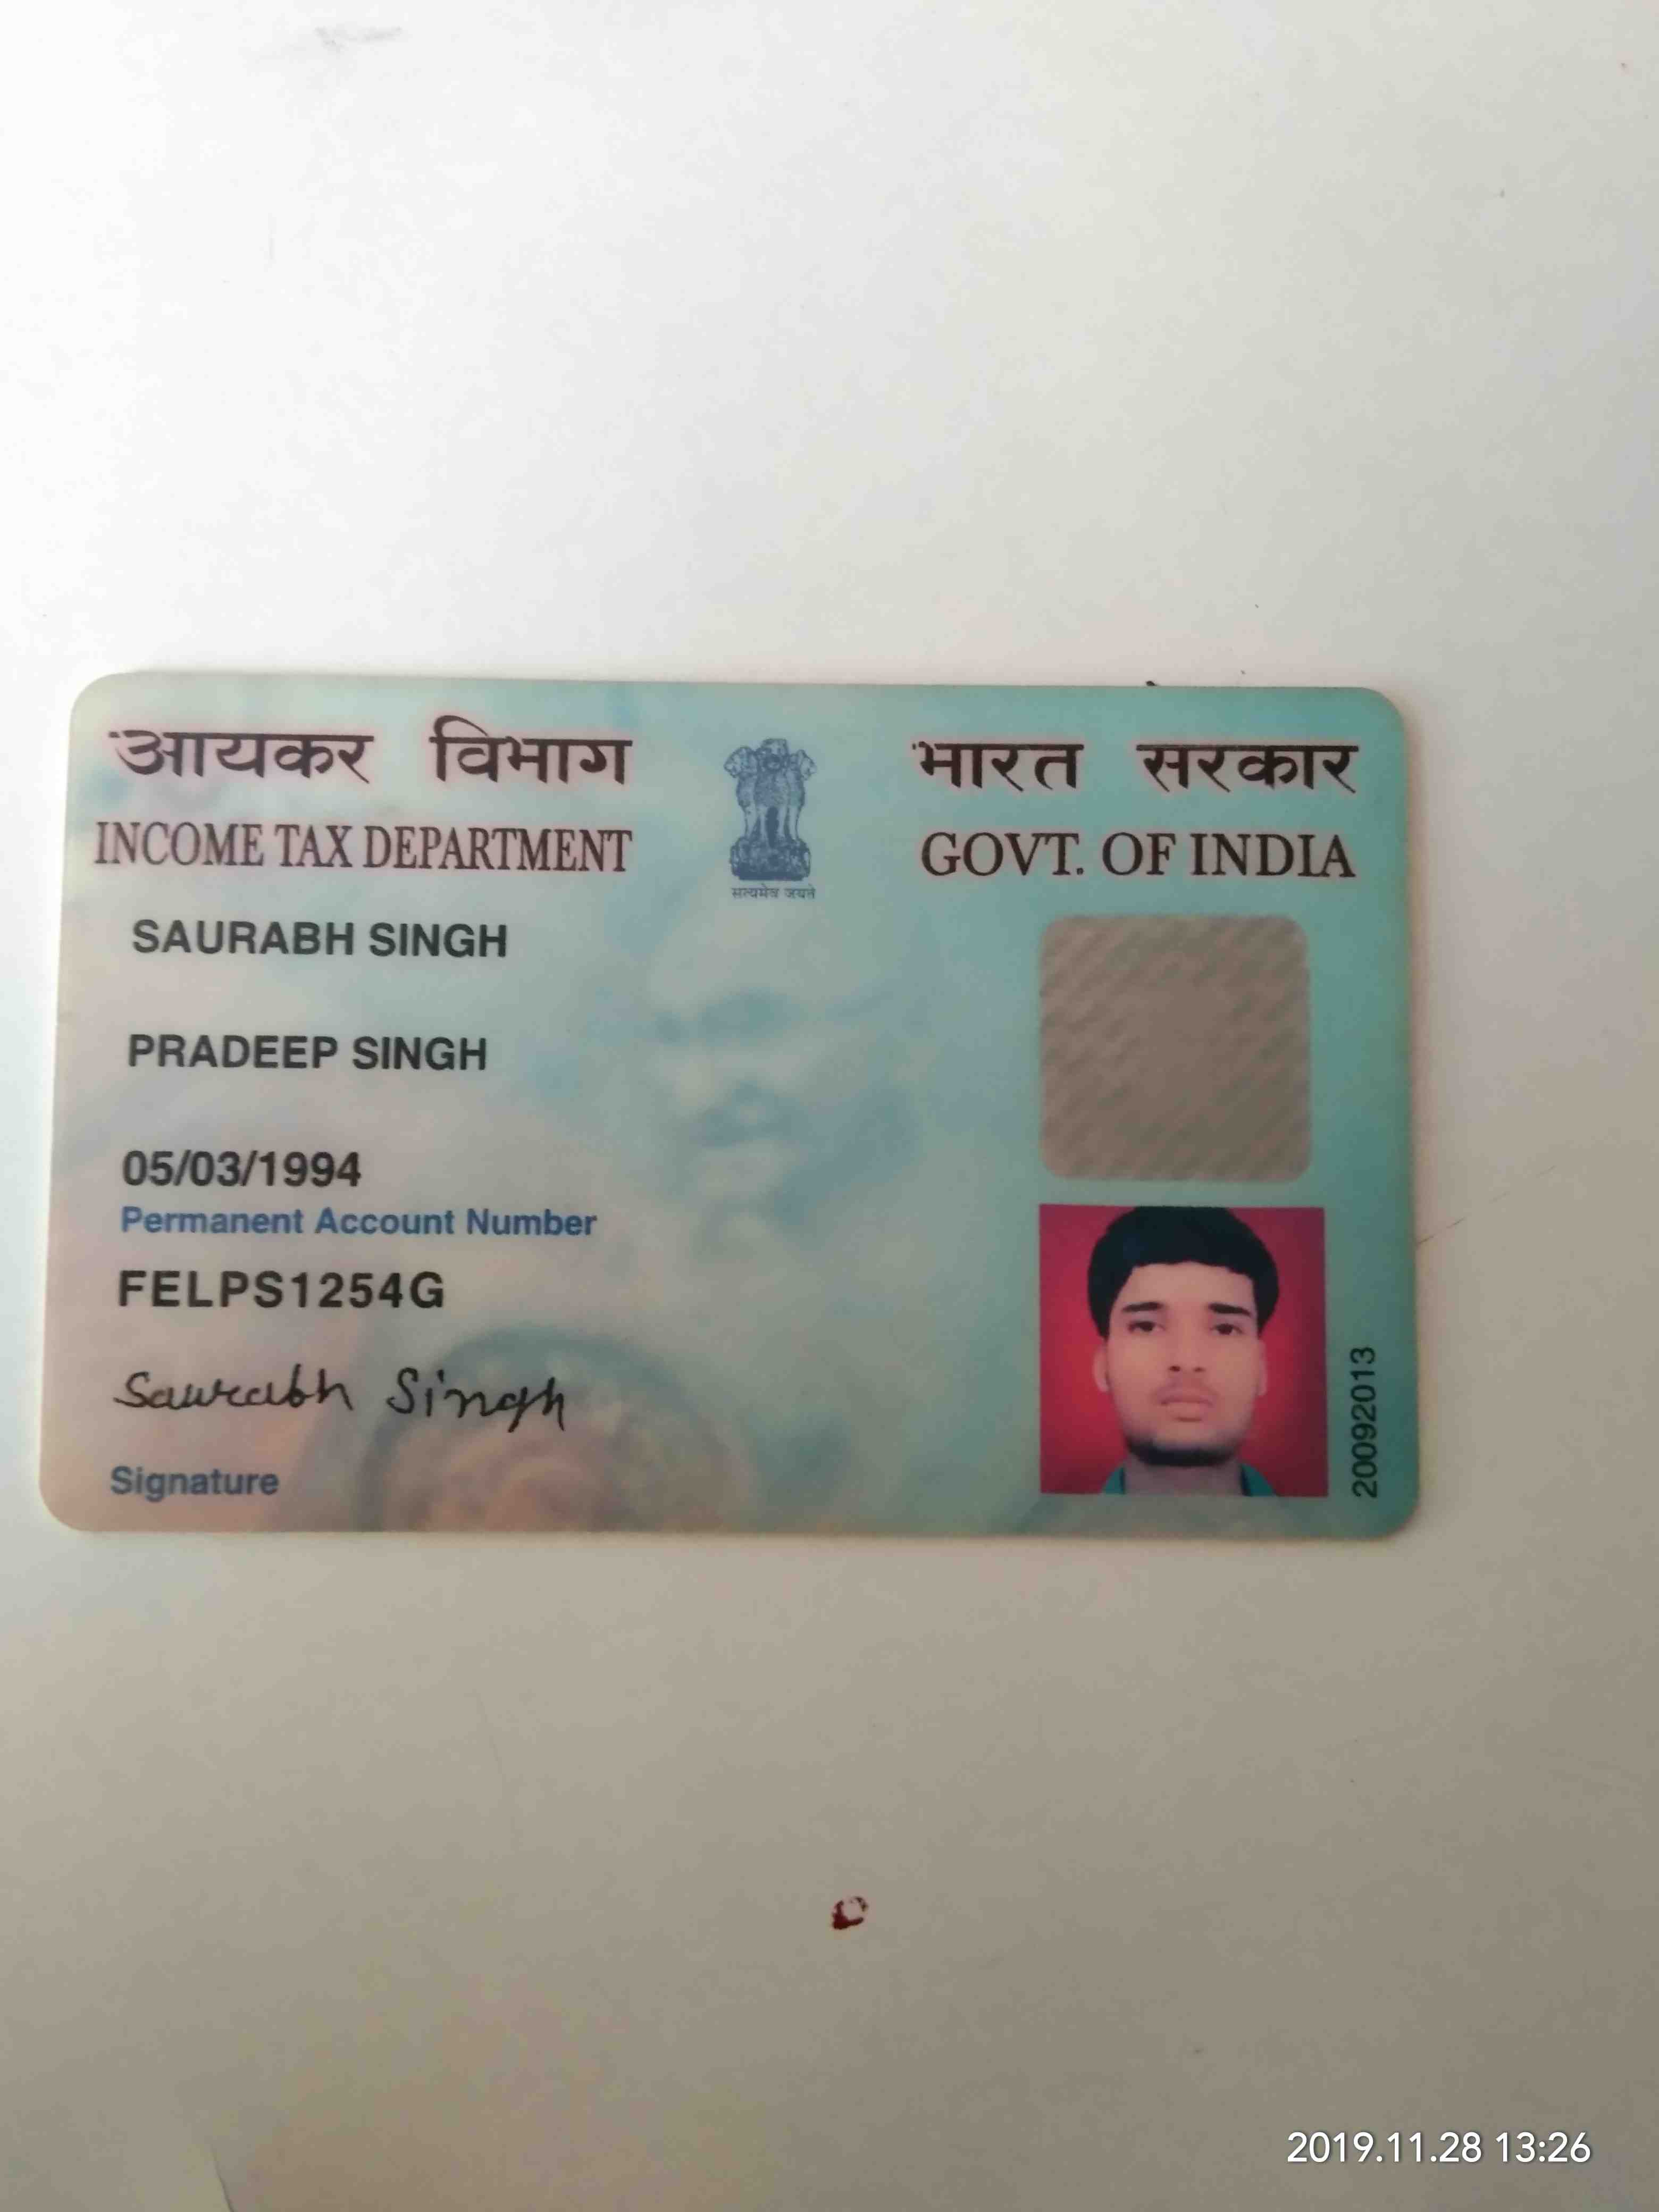 आयकर विभाग
भारत सरकार
INCOME TAX DEPARTMENT
GOVT. OF INDIA
सत्यमेव जयते
SAURABH SINGH
PRADEEP SINGH
05/03/1994
Permanent Account Number
FELPS1254G
Saurabh Singh
Signature
20092013
2019.11.28 13:26